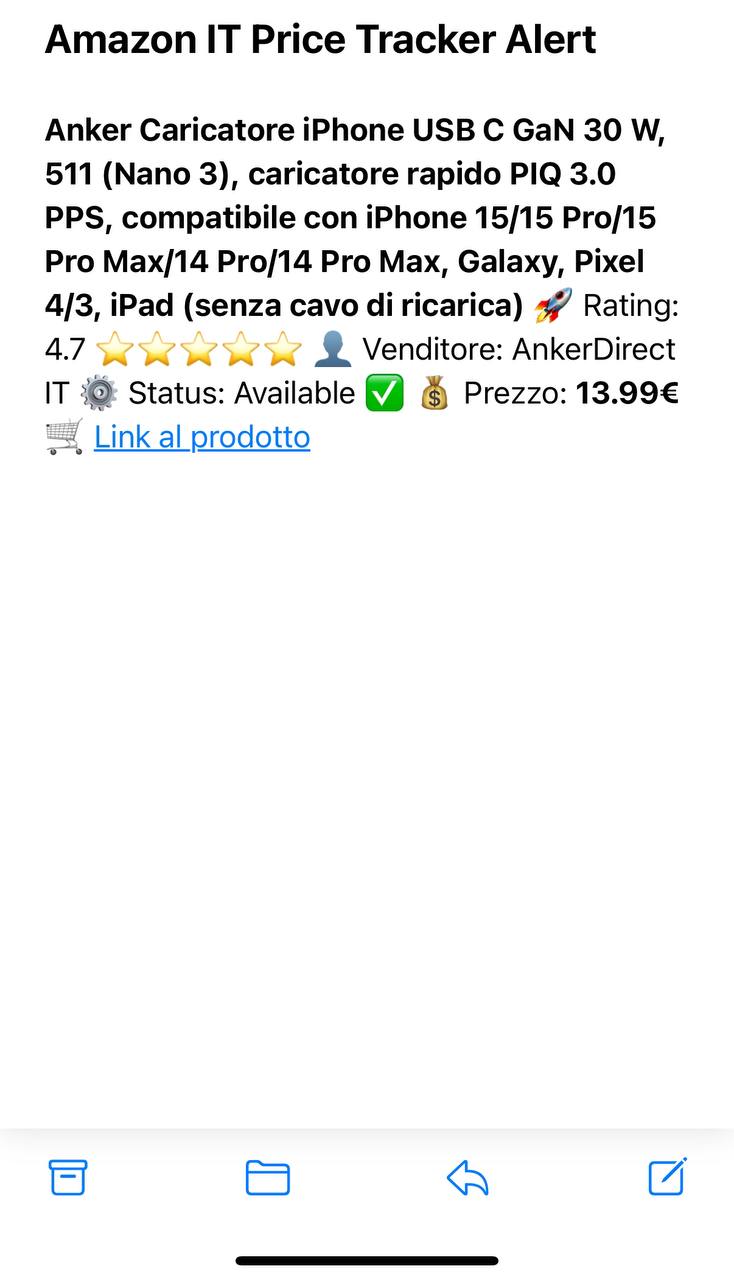 Amazon IT Price Tracker Alert
Anker Caricatore iPhone USB C GaN 30 W,
511 (Nano 3), caricatore rapido PIQ 3.0
PPS, compatibile con iPhone 15/15 Pro/15
Pro Max/14 Pro/14 Pro Max, Galaxy, Pixel
4/3, iPad (senza cavo di ricarica) 🚀 Rating:
4.7 ⭐⭐⭐⭐⭐ 👤 Venditore: AnkerDirect
IT ⚙️ Status: Available ✅ 💰 Prezzo: 13.99€
🛒 Link al prodotto